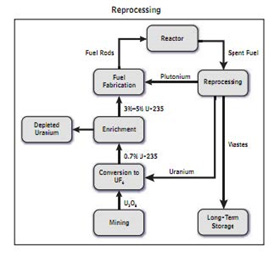 Reprocessing
Reactor
Fuel Rods
Spent Fuel
Fuel
Fabrication
Plutonium
Reprocessing
3%-5% U-235
Depleted
Uranium
Enrichment
0.7% U-235
Wastes
Conversion to
UF₆
Uranium
U₃O₈
Mining
Long-Term
Storage